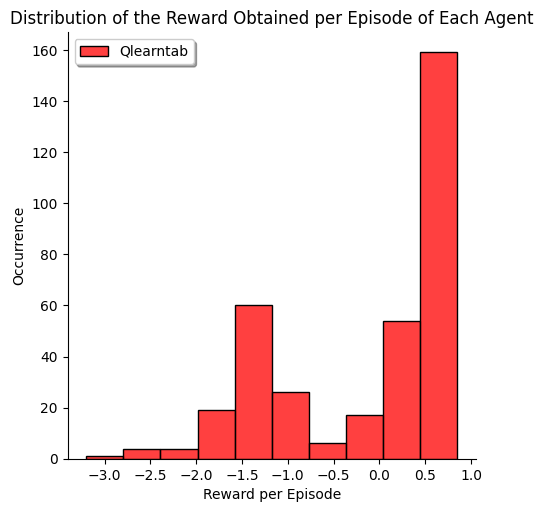 Distribution of the Reward Obtained per Episode of Each Agent
Qlearntab
160
140
120
100
80
60
40
20
0
Occurrence
−3.0 −2.5 −2.0 −1.5 −1.0 −0.5 0.0 0.5 1.0
Reward per Episode